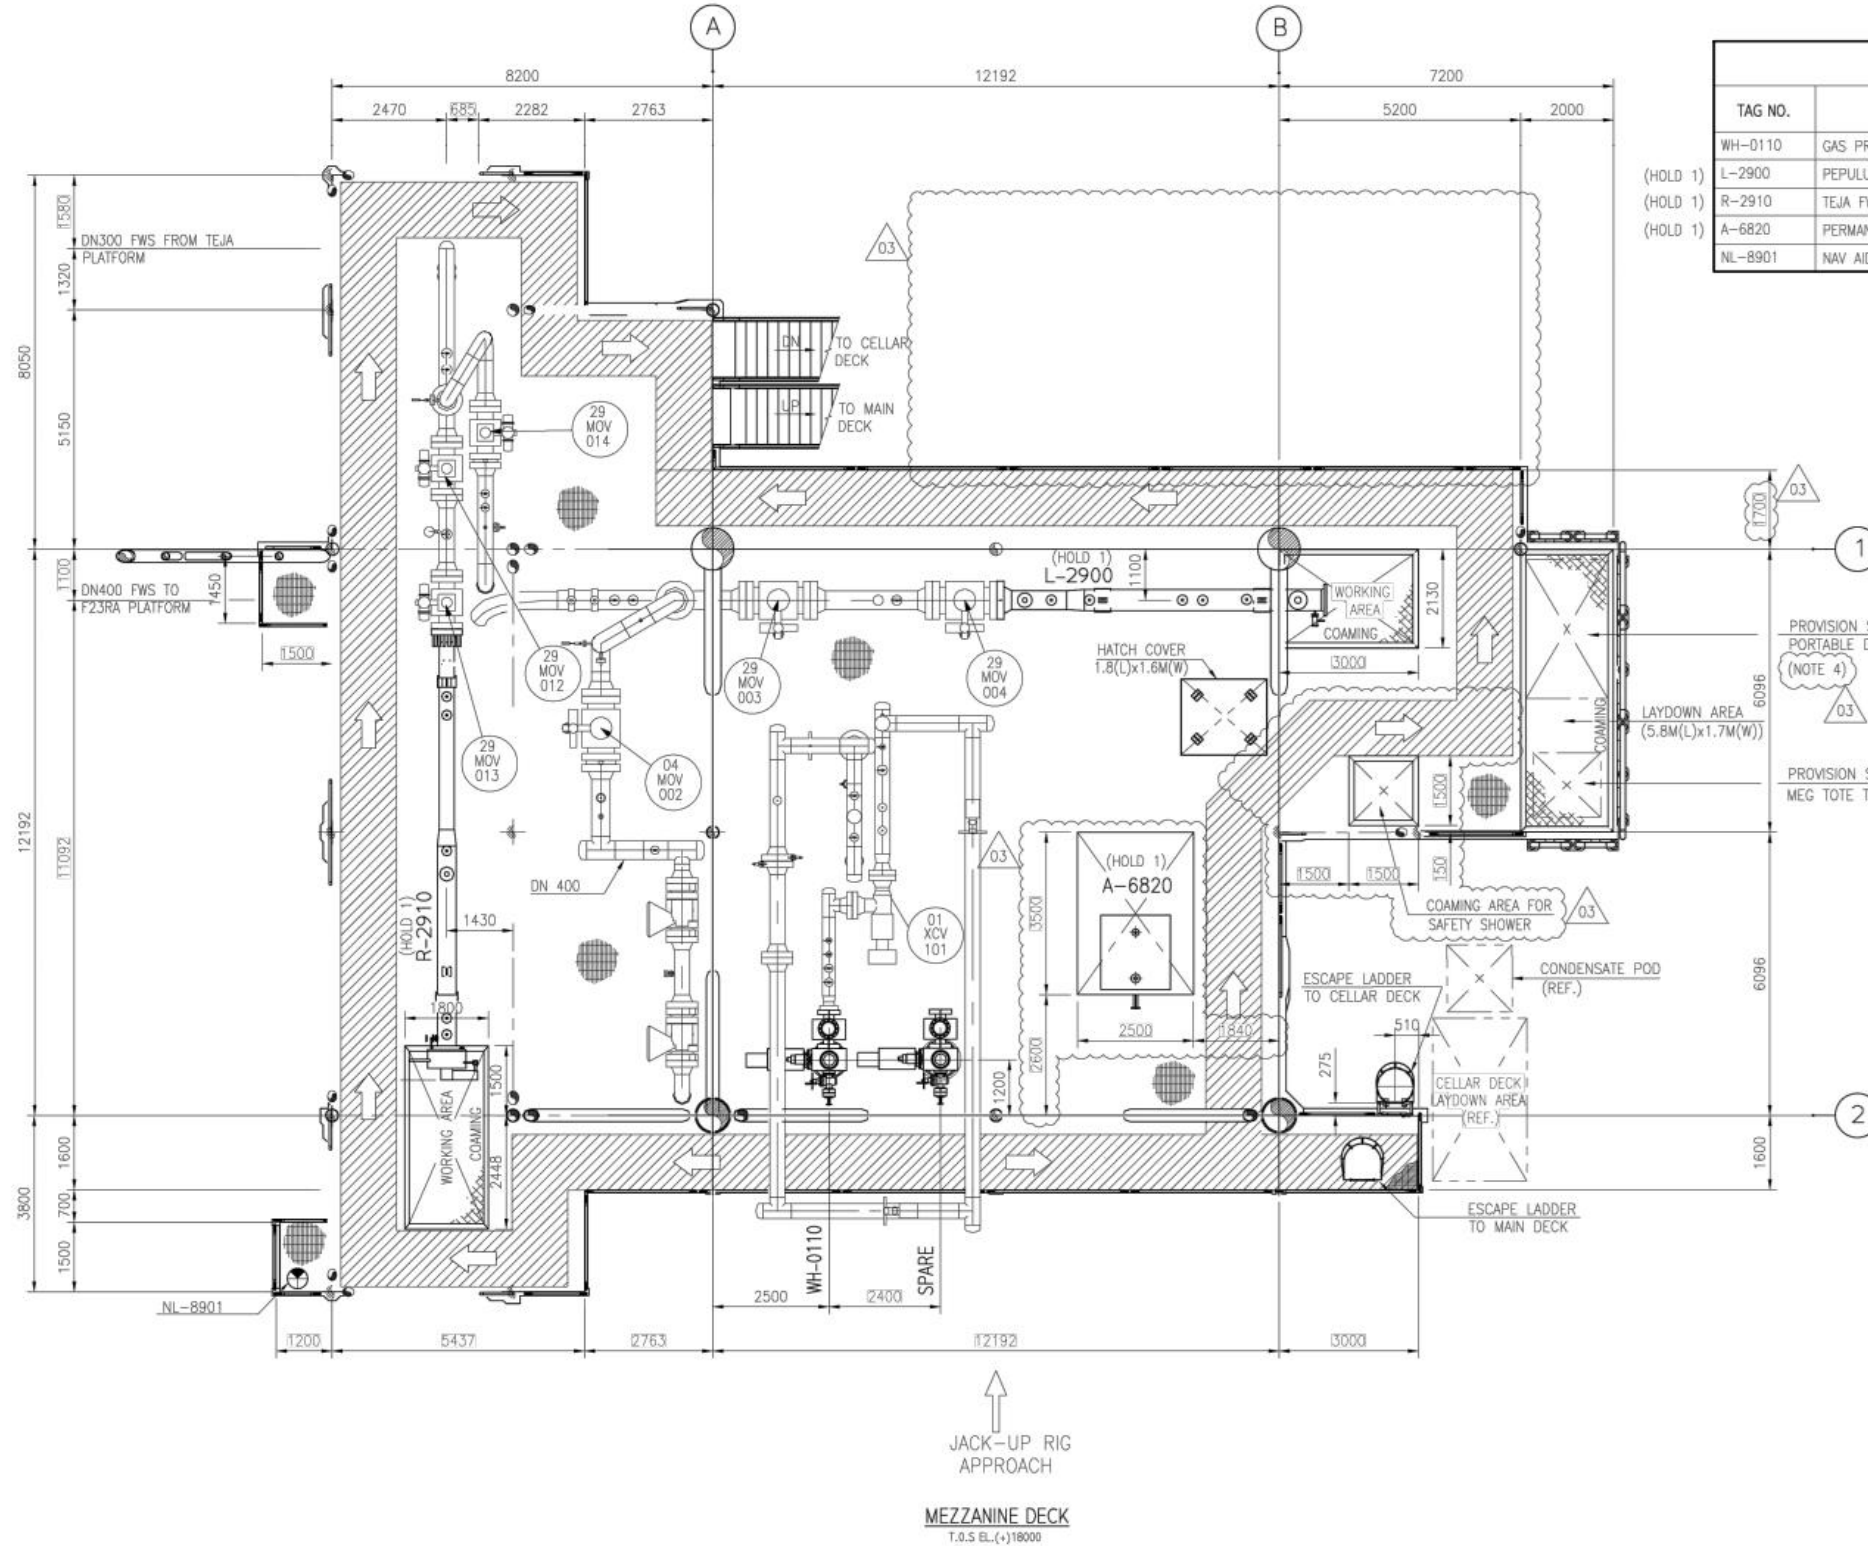 A
B
8200
12192
7200
2470
685
2282
2763
5200
2000
TAG NO.
WH-0110
GAS PR
(HOLD 1)
L-2900
PEPULU
(HOLD 1)
R-2910
TEJA F
(HOLD 1)
A-6820
PERMAN
NL-8901
NAV AID
1580
DN300 FWS FROM TEJA
PLATFORM
1320
8050
5150
03
DN
TO CELLAR
DECK
UP
TO MAIN
DECK
29
MOV
014
1700
03
1
1100
DN400 FWS TO
F23RA PLATFORM
1450
1500
(HOLD 1)
L-2900
1100
WORKING
AREA
COAMING
2130
3000
29
MOV
012
29
MOV
003
29
MOV
004
HATCH COVER
1.8(L)x1.6M(W)
PROVISION S
PORTABLE D
(NOTE 4)
03
6096
COAMING
LAYDOWN AREA
(5.8M(L)x1.7M(W))
PROVISION S
MEG TOTE T
29
MOV
013
04
MOV
002
12192
11092
DN 400
1500
150
1500
1500
03
(HOLD 1)
A-6820
3500
COAMING AREA FOR
SAFETY SHOWER
03
(HOLD 1)
R-2910
1430
01
XCV
101
CONDENSATE POD
(REF.)
ESCAPE LADDER
TO CELLAR DECK
6096
1800
2500
1840
510
2600
1200
275
1500
WORKING AREA
COAMING
2448
CELLAR DECK
LAYDOWN AREA
(REF.)
2
1600
1600
3800
700
1500
ESCAPE LADDER
TO MAIN DECK
WH-0110
SPARE
NL-8901
2500
2400
1200
5437
2763
12192
3000
JACK-UP RIG
APPROACH
MEZZANINE DECK
T.O.S EL.(+)18000